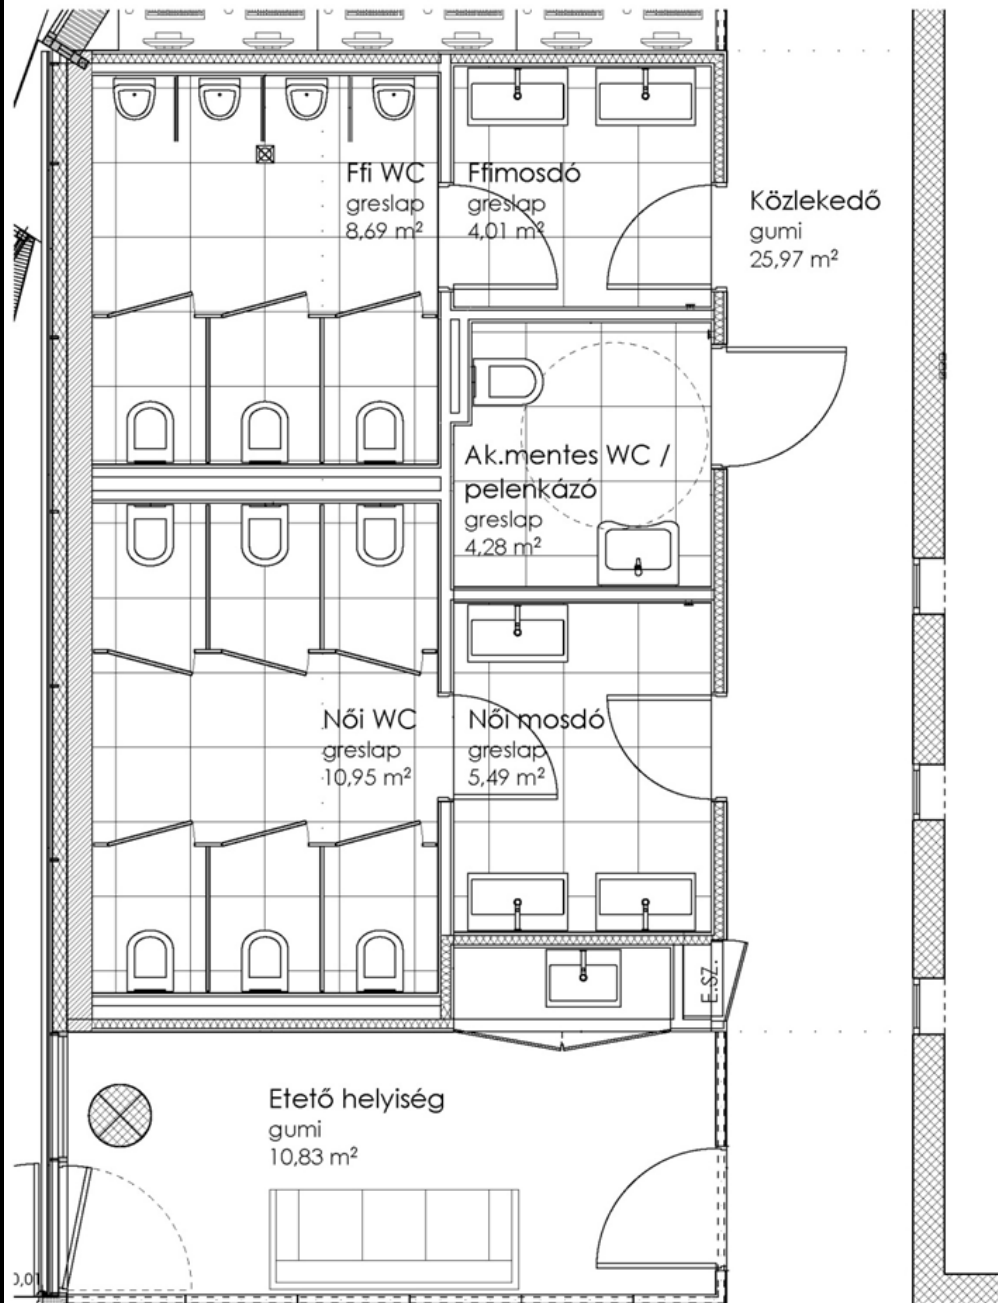 Ffi WC
greslap
8,69 m²
Ffimosdó
greslap
4,01 m²
Közlekedő
gumi
25,97 m²
Ak.mentes WC /
pelenkázó
greslap
4,28 m²
Női WC
greslap
10,95 m²
Női mosdó
greslap
5,49 m²
E.SZ.
Etető helyiség
gumi
10,83 m²